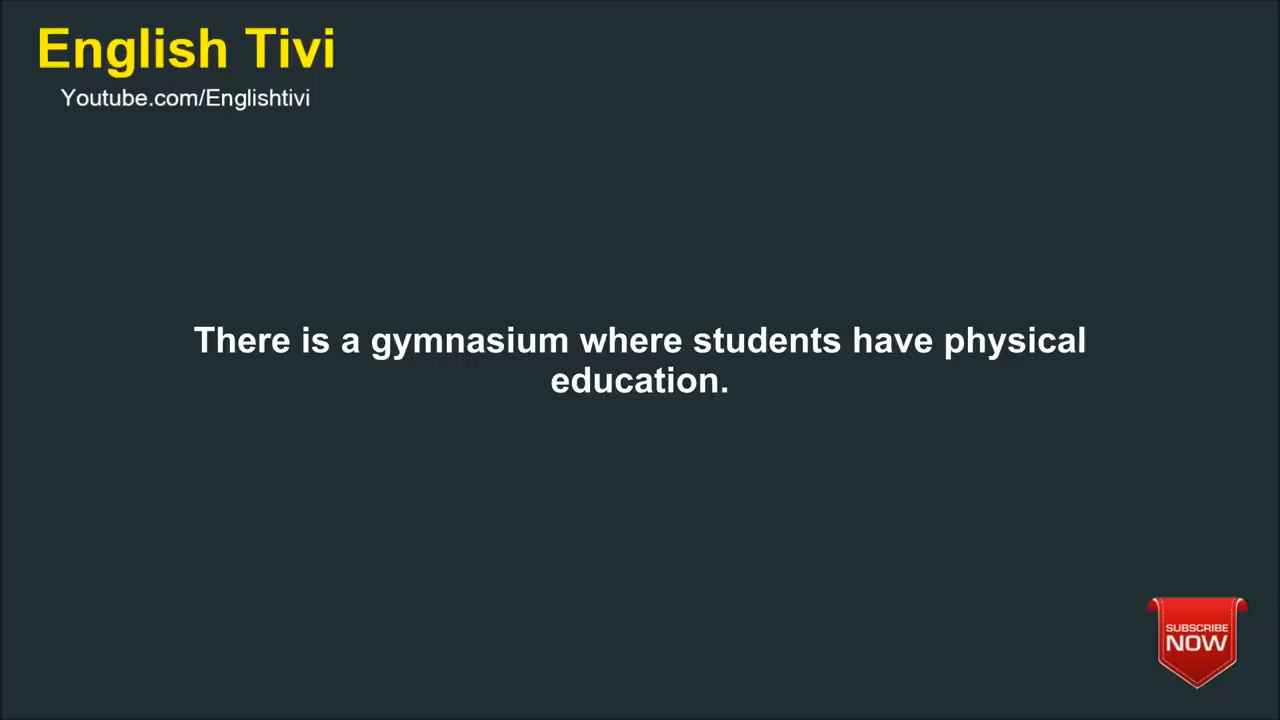 English Tivi
Youtube.com/Englishtivi
There is a gymnasium where students have physical
education.
SUBSCRIBE
NOW